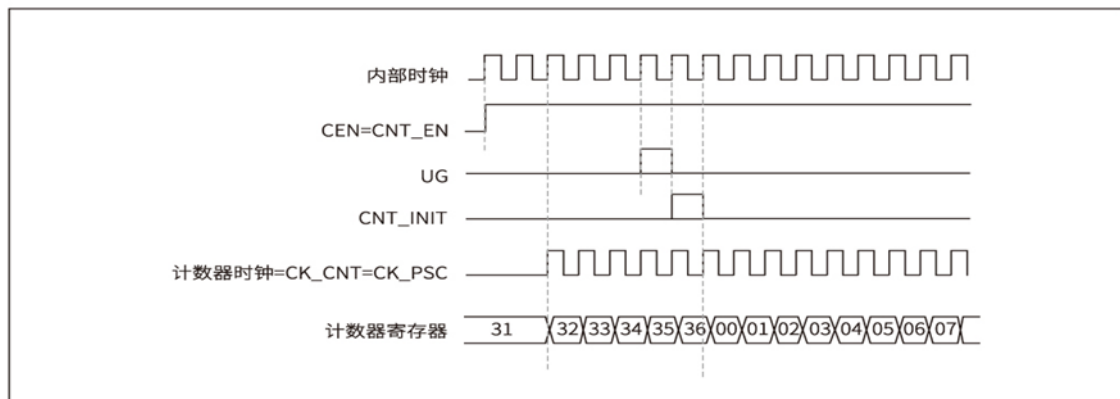 内部时钟
CEN=CNT_EN
UG
CNT_INIT
计数器时钟=CK_CNT=CK_PSC
计数器寄存器 31 32 33 34 35 36 00 01 02 03 04 05 06 07